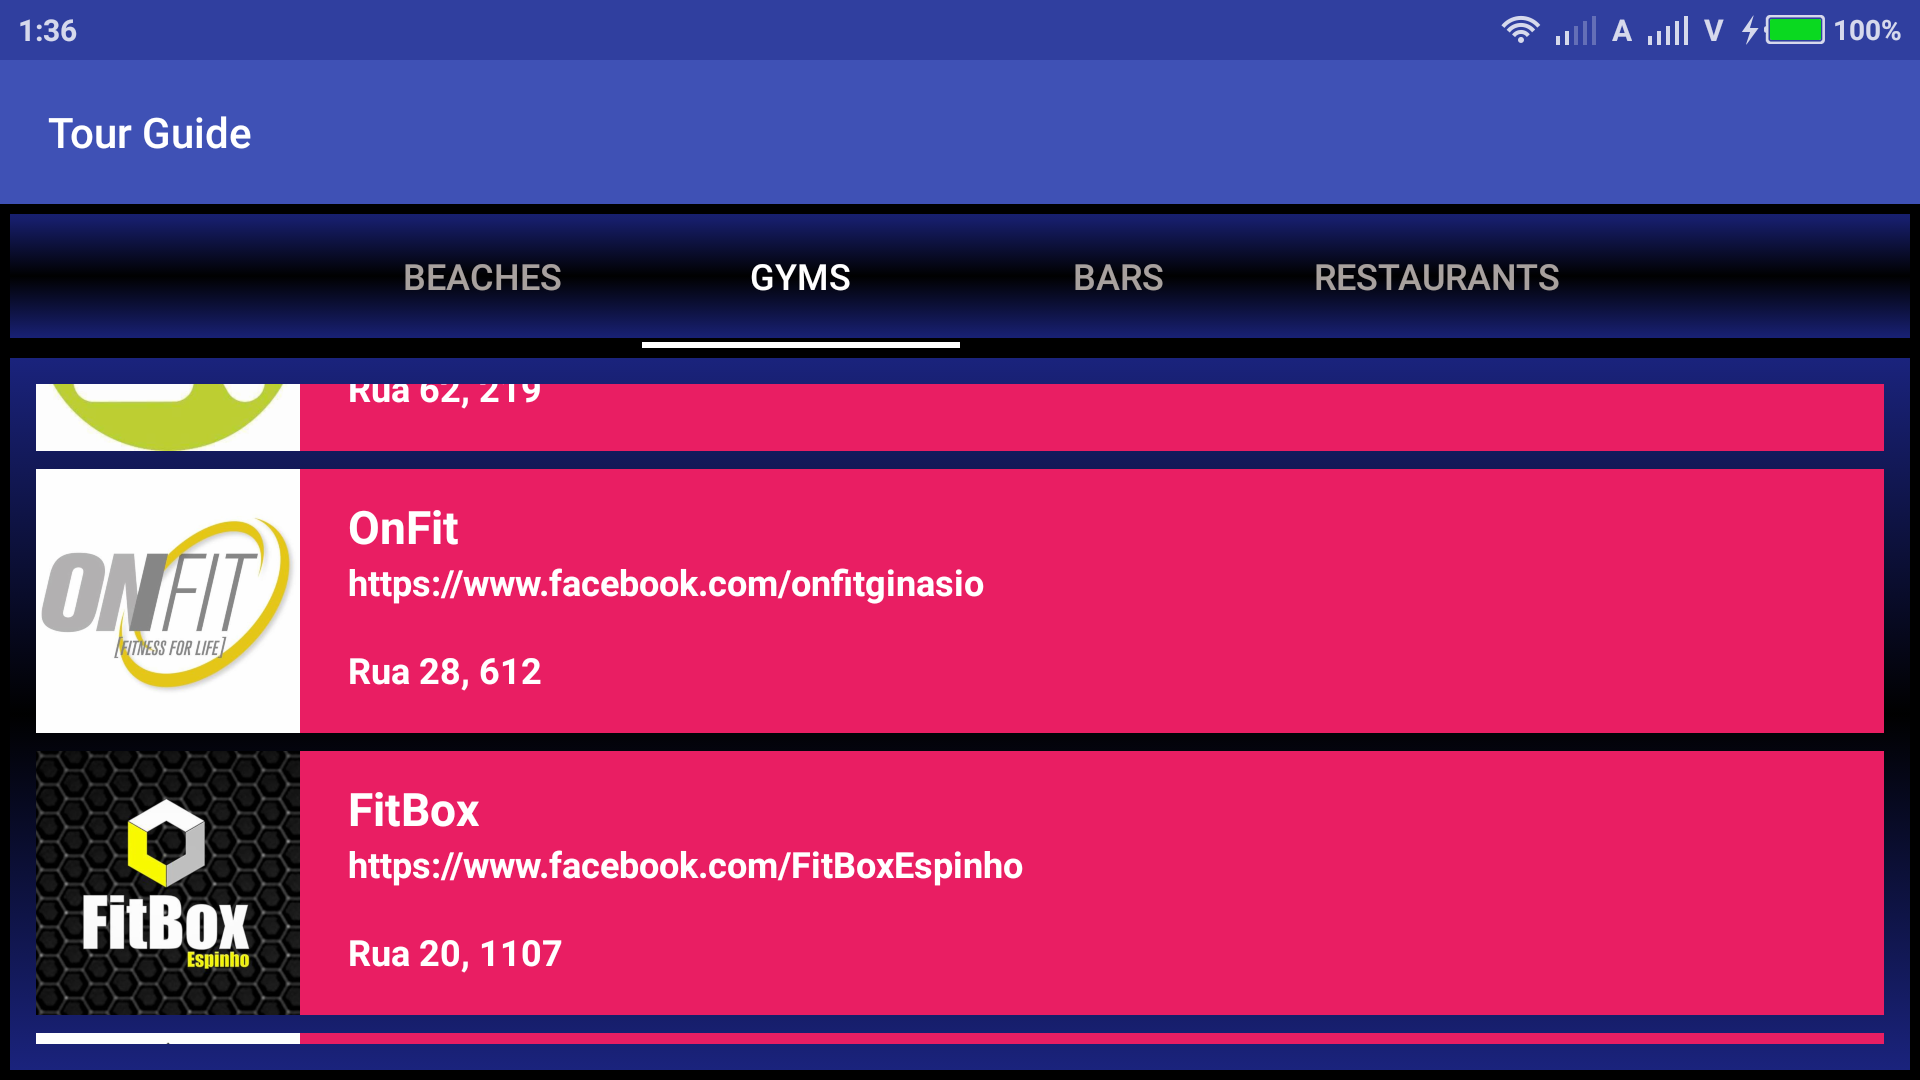 1:36
A
V
100%
Tour Guide
BEACHES
GYMS
BARS
RESTAURANTS
Rua 62, 219
ONFIT
[FITNESS FOR LIFE]
OnFit
https://www.facebook.com/onfitginasio
Rua 28, 612
FitBox
Espinho
FitBox
https://www.facebook.com/FitBoxEspinho
Rua 20, 1107